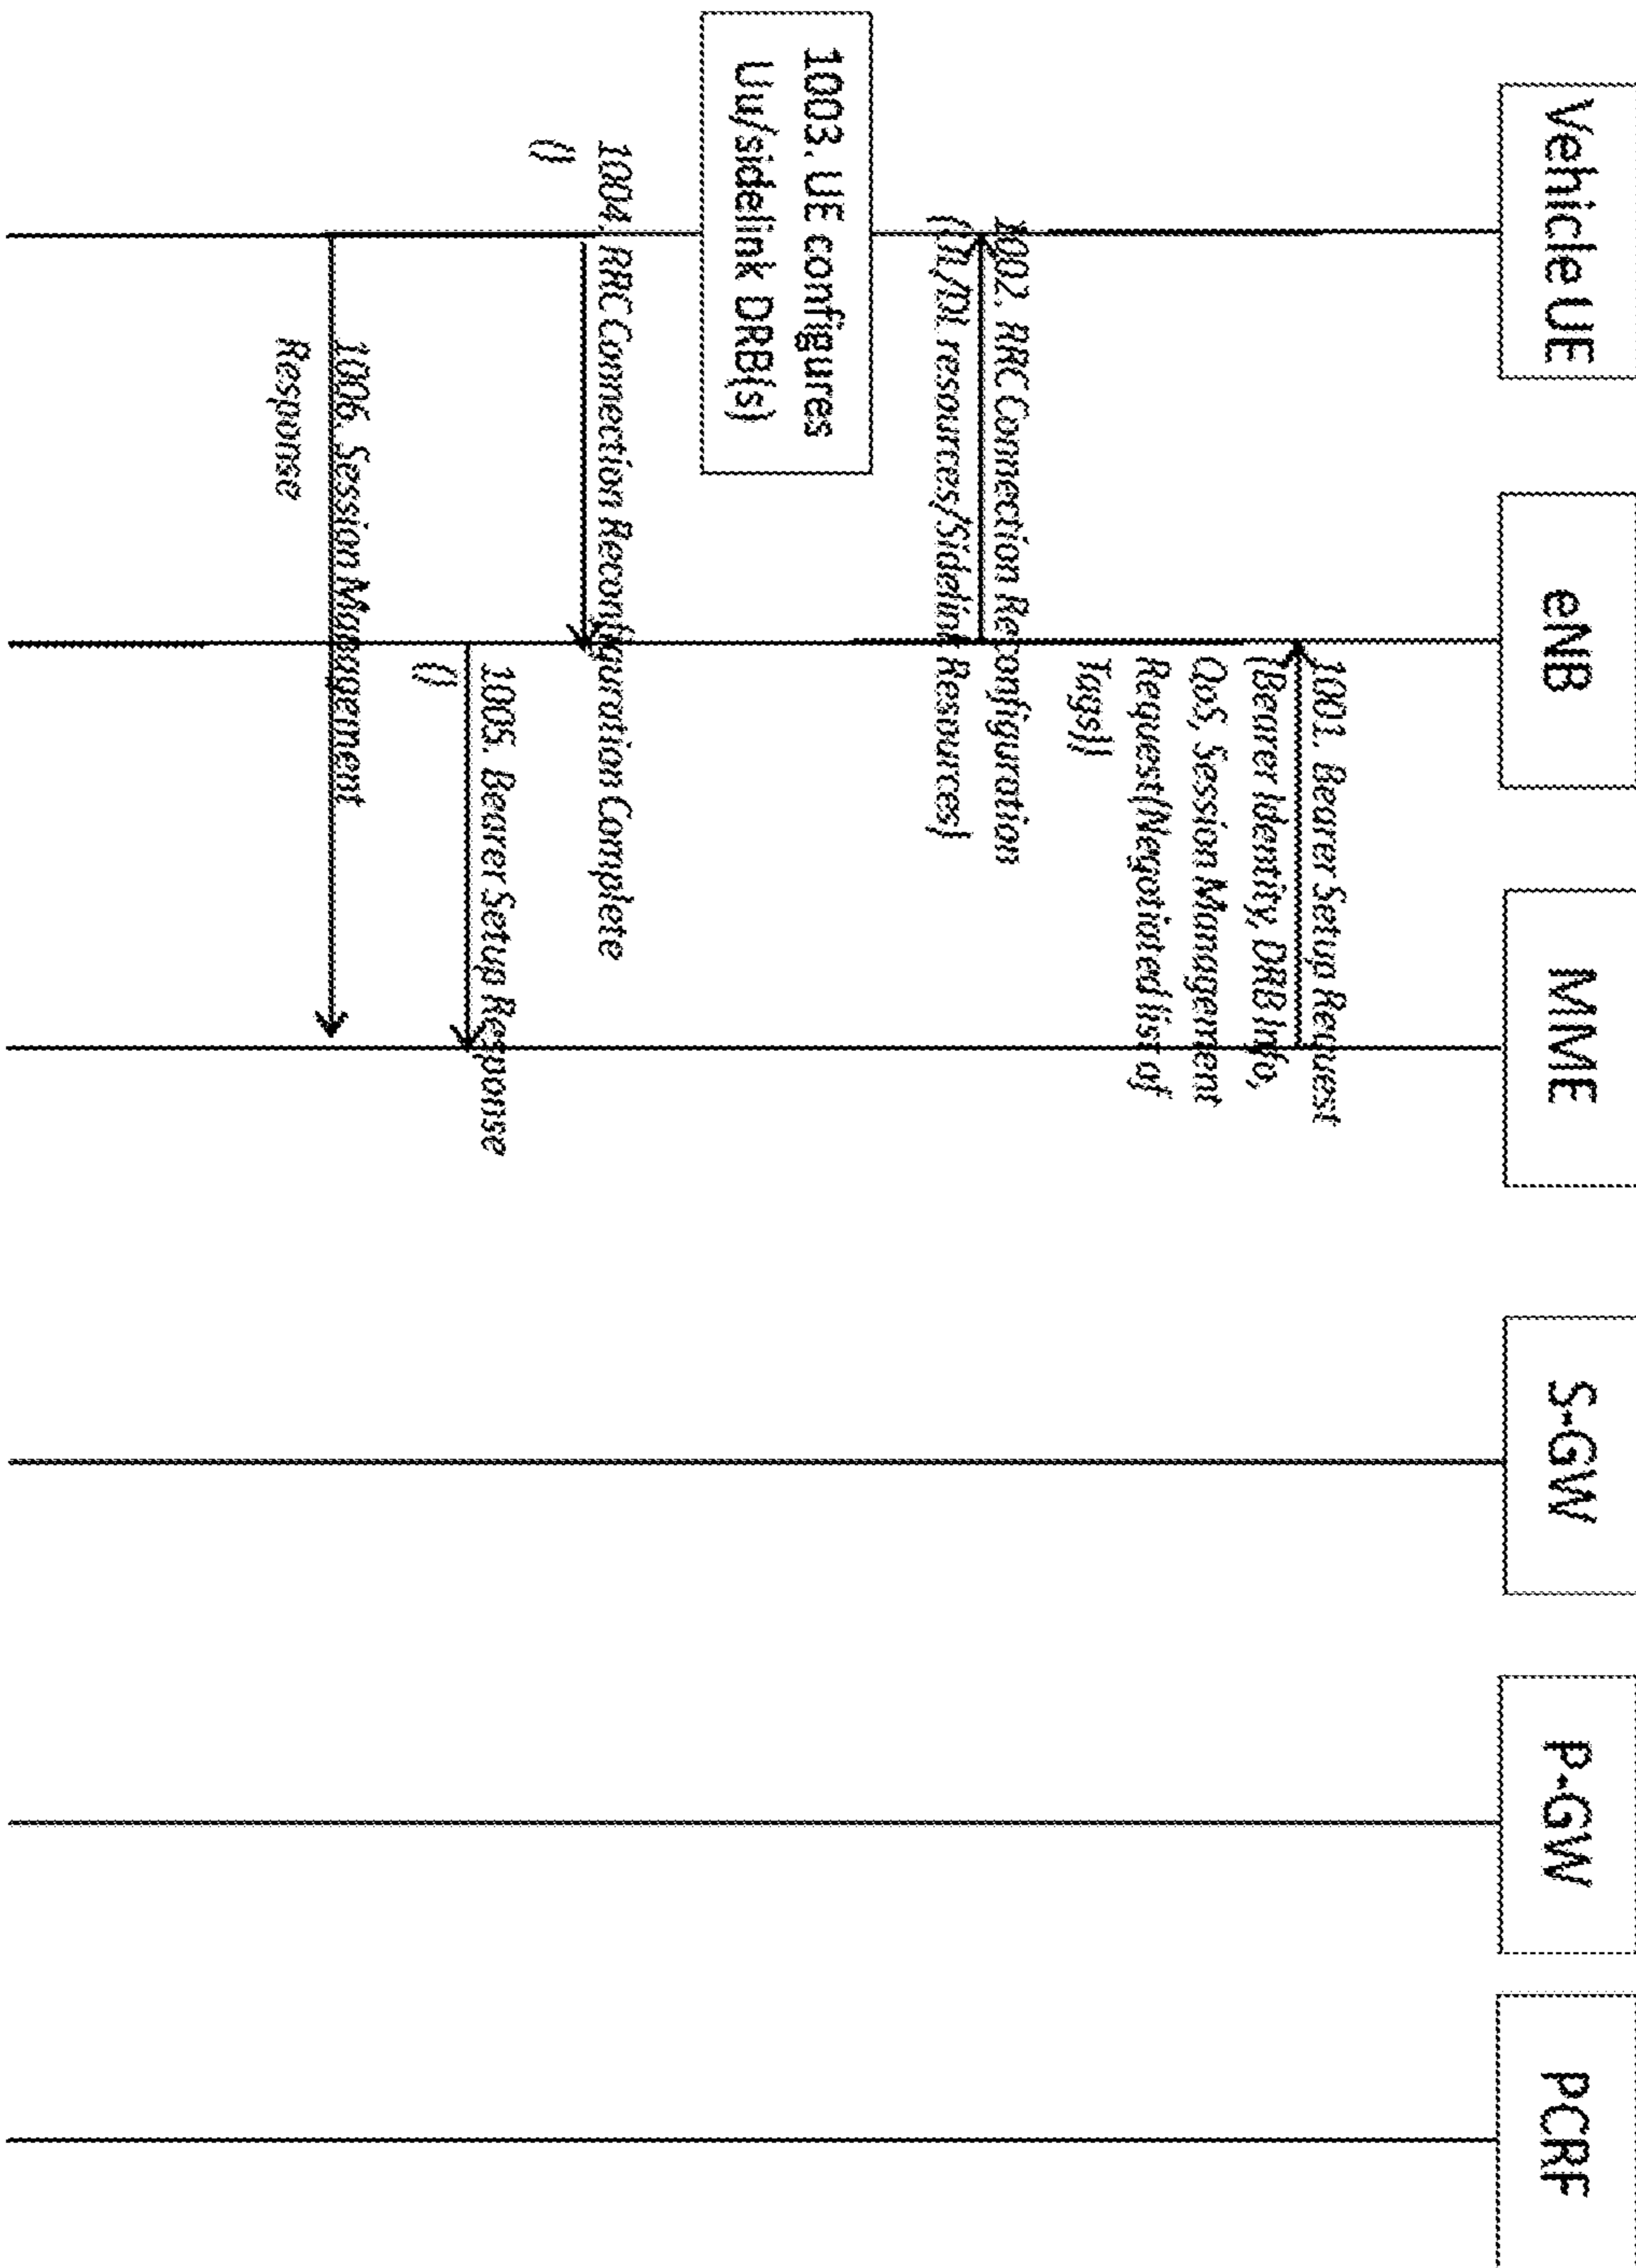 Vehicle UE
eNB
MME
S-GW
P-GW
PCRF
1001. Bearer Setup Request
(Bearer Identity, DRB Info,
QoS, Session Management
Request(Negotiated list of
Tags))
1002. RRC Connection Reconfiguration
(UL/DL resources/Sidelink Resources)
1003. UE configures
Uu/sidelink DRB(s)
1004. RRC Connection Reconfiguration Complete
()
1005. Bearer Setup Response
()
1006. Session Management
Response